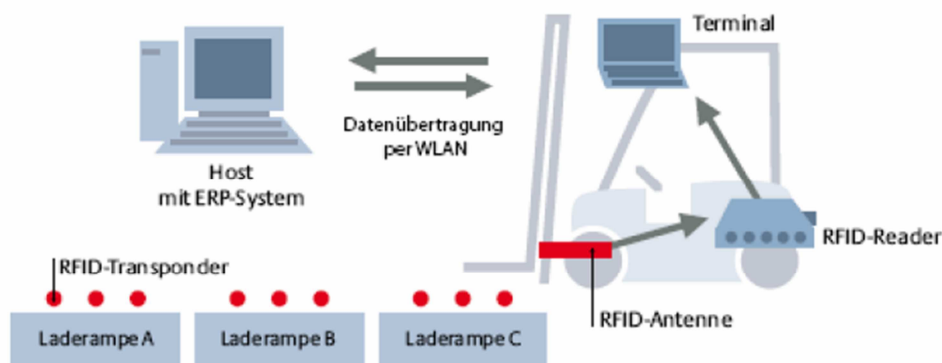 Terminal
Datenübertragung
per WLAN
Host
mit ERP-System
RFID-Reader
RFID-Transponder
RFID-Antenne
Laderampe A
Laderampe B
Laderampe C